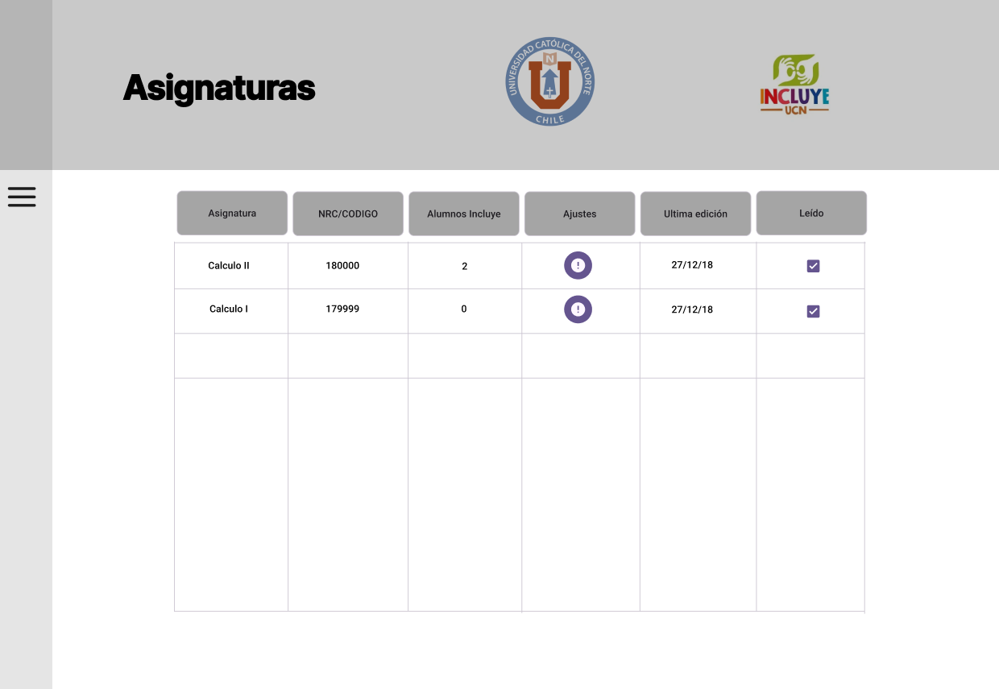 UNIVERSIDAD CATÓLICA DEL NORTE
N
U
CHILE
INCLUYE
UCN
Asignaturas
Asignatura NRC/CODIGO Alumnos Incluye Ajustes Ultima edición Leído
Calculo II 180000 2 ! 27/12/18
Calculo I 179999 0 ! 27/12/18